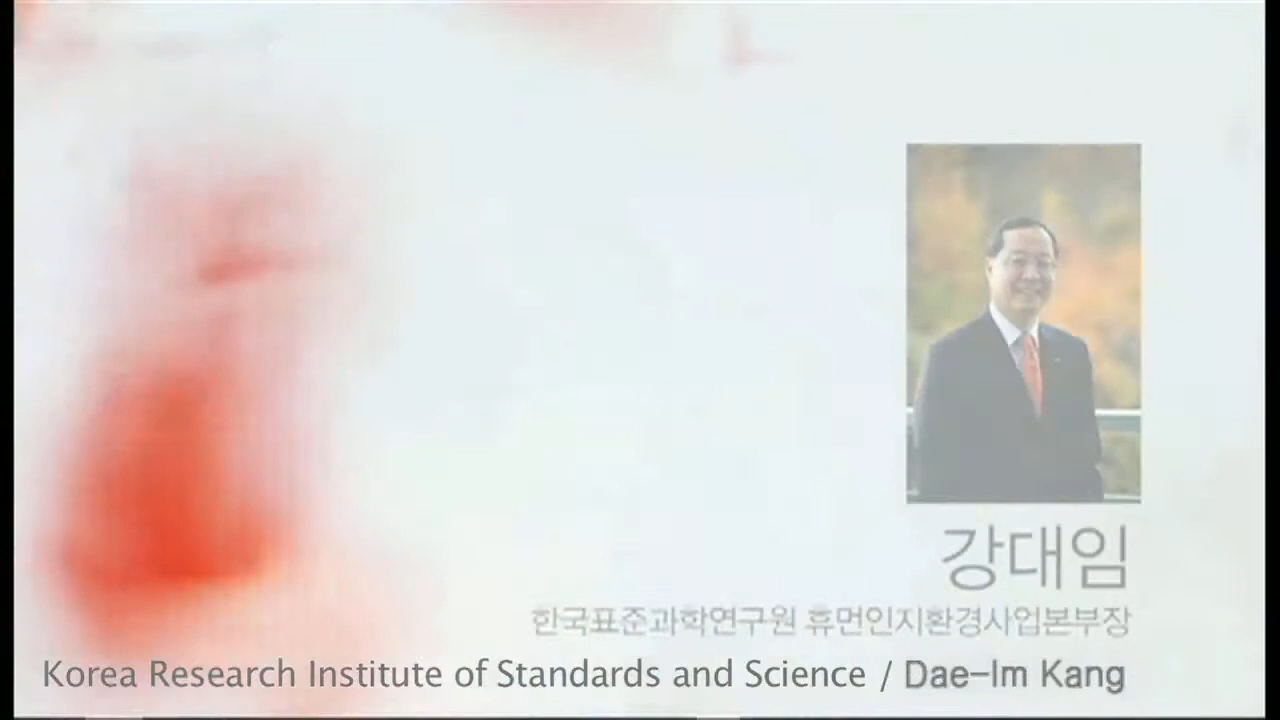 강대임
한국표준과학연구원 휴먼인지환경사업본부장
Korea Research Institute of Standards and Science / Dae-Im Kang